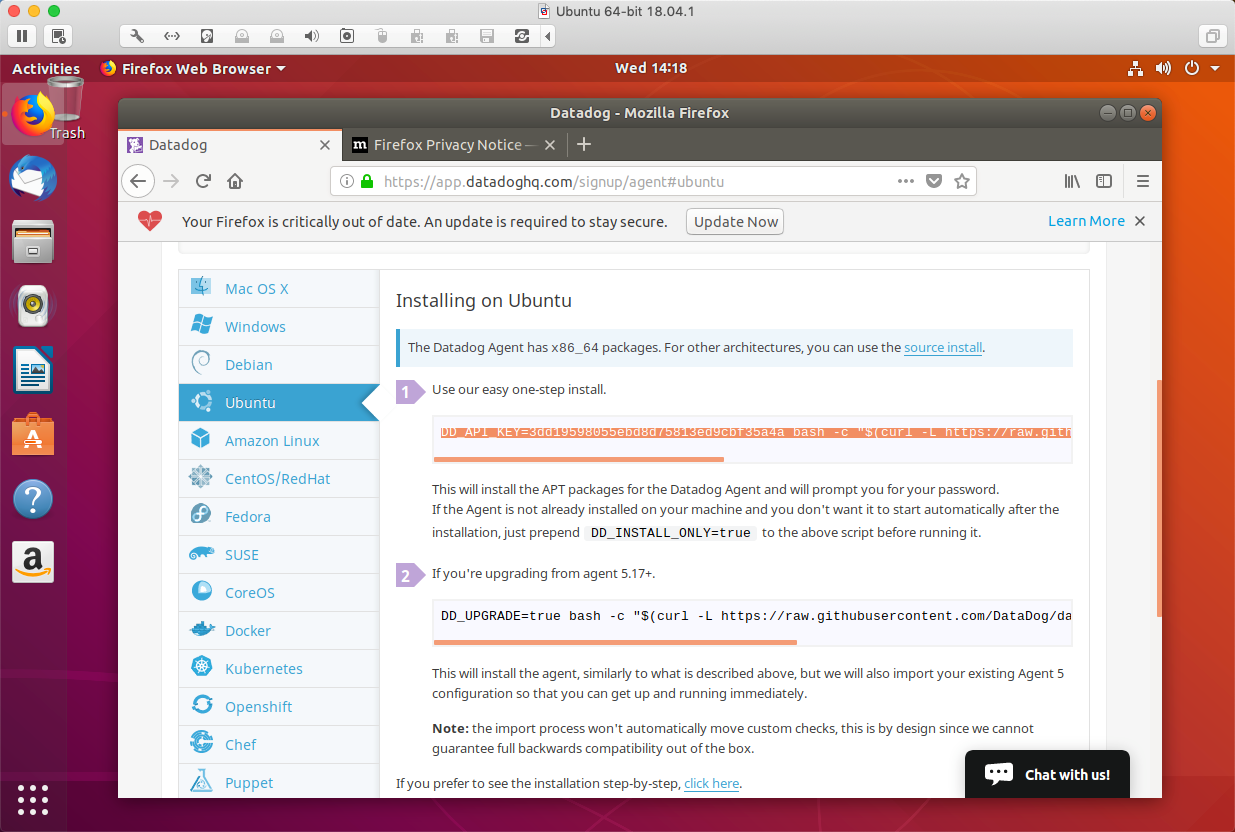 Ubuntu 64-bit 18.04.1
Activities
Firefox Web Browser
Wed 14:18
Trash
Datadog - Mozilla Firefox
Datadog
Firefox Privacy Notice —
https://app.datadoghq.com/signup/agent#ubuntu
Your Firefox is critically out of date. An update is required to stay secure.
Update Now
Learn More
Mac OS X
Windows
Debian
Ubuntu
Amazon Linux
CentOS/RedHat
Fedora
SUSE
CoreOS
Docker
Kubernetes
Openshift
Chef
Puppet
Installing on Ubuntu
The Datadog Agent has x86_64 packages. For other architectures, you can use the source install.
1 Use our easy one-step install.
DD_API_KEY=3dd19598055ebd8d75813ed9cbf35a4a bash -c "$(curl -L https://raw.gith
This will install the APT packages for the Datadog Agent and will prompt you for your password.
If the Agent is not already installed on your machine and you don't want it to start automatically after the
installation, just prepend DD_INSTALL_ONLY=true to the above script before running it.
2 If you're upgrading from agent 5.17+.
DD_UPGRADE=true bash -c "$(curl -L https://raw.githubusercontent.com/DataDog/da
This will install the agent, similarly to what is described above, but we will also import your existing Agent 5
configuration so that you can get up and running immediately.
Note: the import process won't automatically move custom checks, this is by design since we cannot
guarantee full backwards compatibility out of the box.
If you prefer to see the installation step-by-step, click here.
Chat with us!